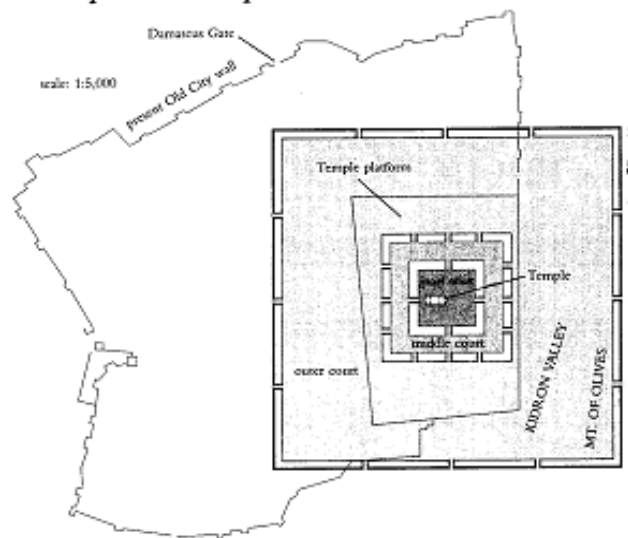 Damascus Gate
scale: 1:5,000
present Old City wall
Temple platform
Temple
middle court
outer court
KIDRON VALLEY
MT. OF OLIVES